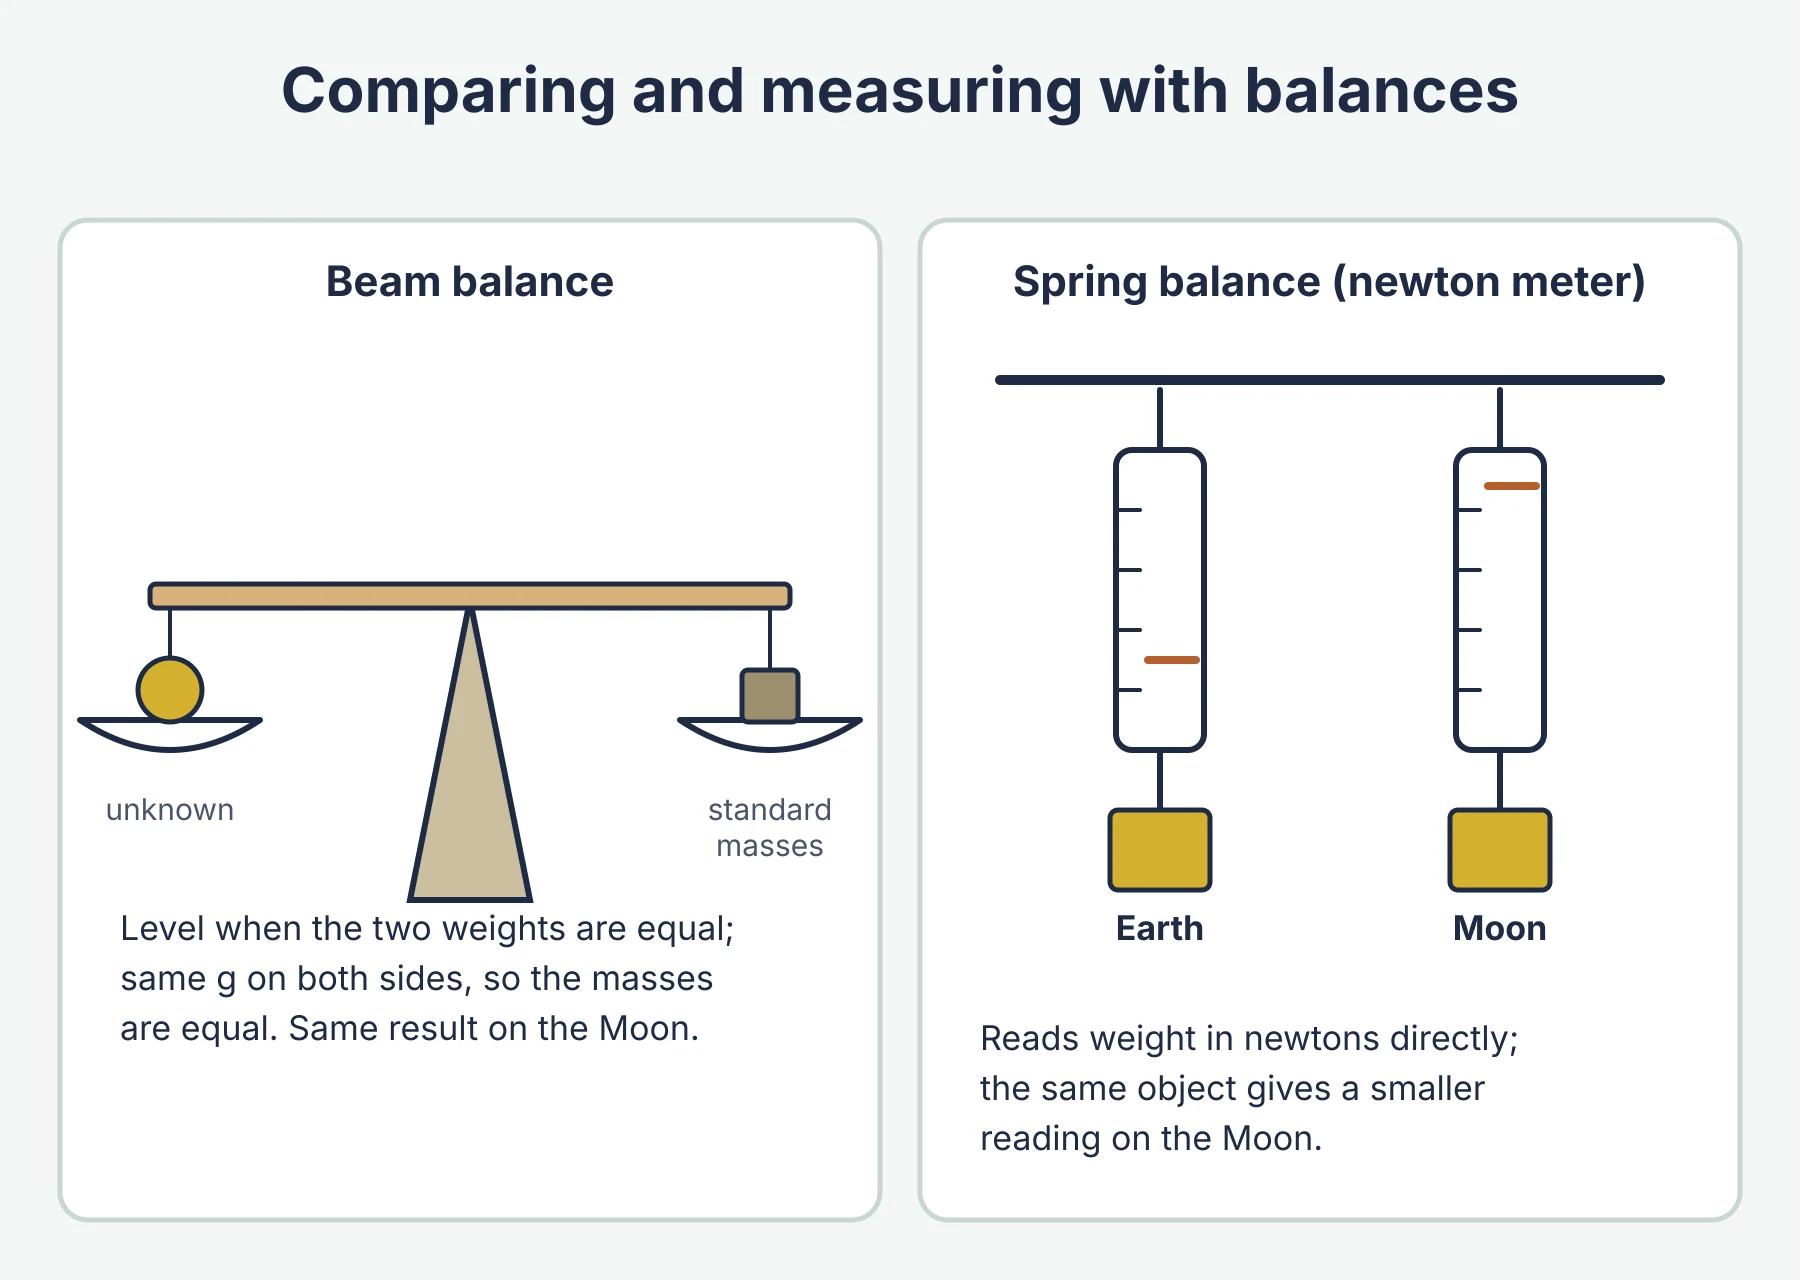 Comparing and measuring with balances
Beam balance
unknown
standard
masses
Level when the two weights are equal;
same g on both sides, so the masses
are equal. Same result on the Moon.
Spring balance (newton meter)
Earth
Moon
Reads weight in newtons directly;
the same object gives a smaller
reading on the Moon.